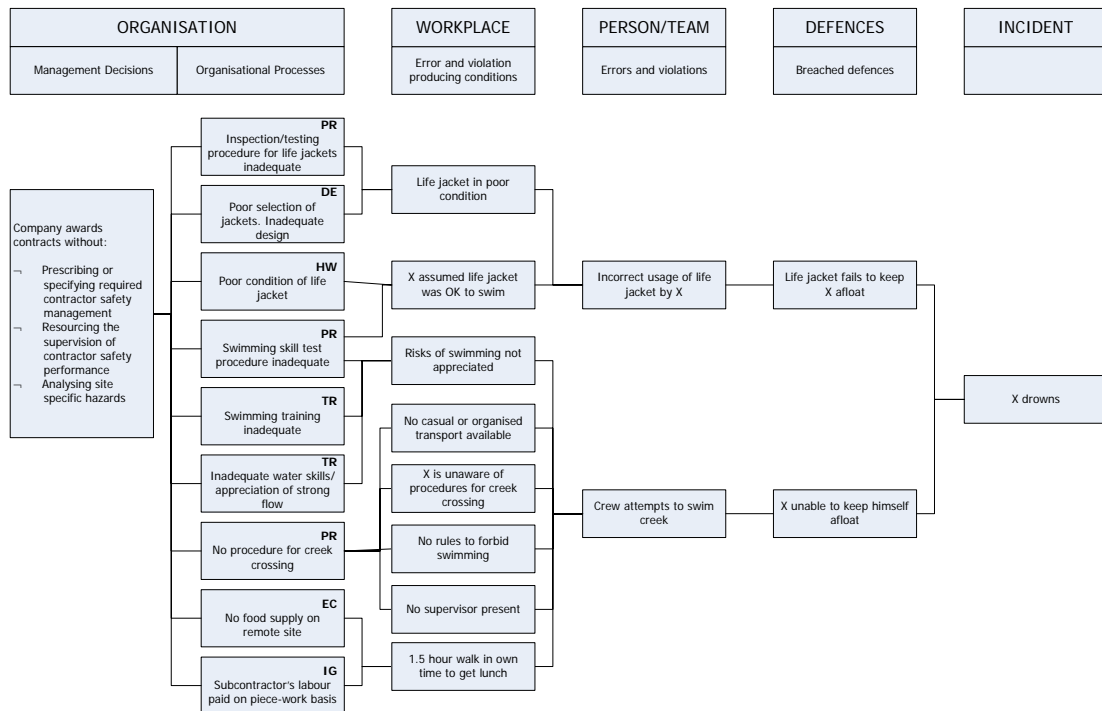 ORGANISATION
WORKPLACE
PERSON/TEAM
DEFENCES
INCIDENT
Management Decisions
Organisational Processes
Error and violation
producing conditions
Errors and violations
Breached defences
Company awards
contracts without:
¬ Prescribing or
specifying required
contractor safety
management
¬ Resourcing the
supervision of
contractor safety
performance
¬ Analysing site
specific hazards
PR
Inspection/testing
procedure for life jackets
inadequate
DE
Poor selection of
jackets. Inadequate
design
HW
Poor condition of life
jacket
PR
Swimming skill test
procedure inadequate
TR
Swimming training
inadequate
TR
Inadequate water skills/
appreciation of strong
flow
PR
No procedure for creek
crossing
EC
No food supply on
remote site
IG
Subcontractor's labour
paid on piece-work basis
Life jacket in poor
condition
X assumed life jacket
was OK to swim
Risks of swimming not
appreciated
No casual or organised
transport available
X is unaware of
procedures for creek
crossing
No rules to forbid
swimming
No supervisor present
1.5 hour walk in own
time to get lunch
Incorrect usage of life
jacket by X
Crew attempts to swim
creek
Life jacket fails to keep
X afloat
X unable to keep himself
afloat
X drowns